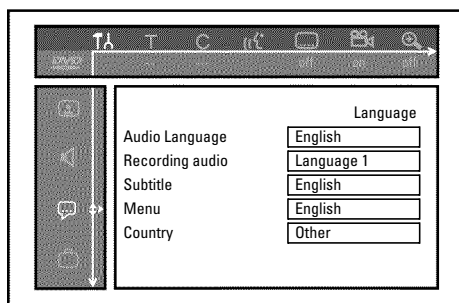 T C
DVD -- --- off on off
Language
Audio Language English
Recording audio Language 1
Subtitle English
Menu English
Country Other